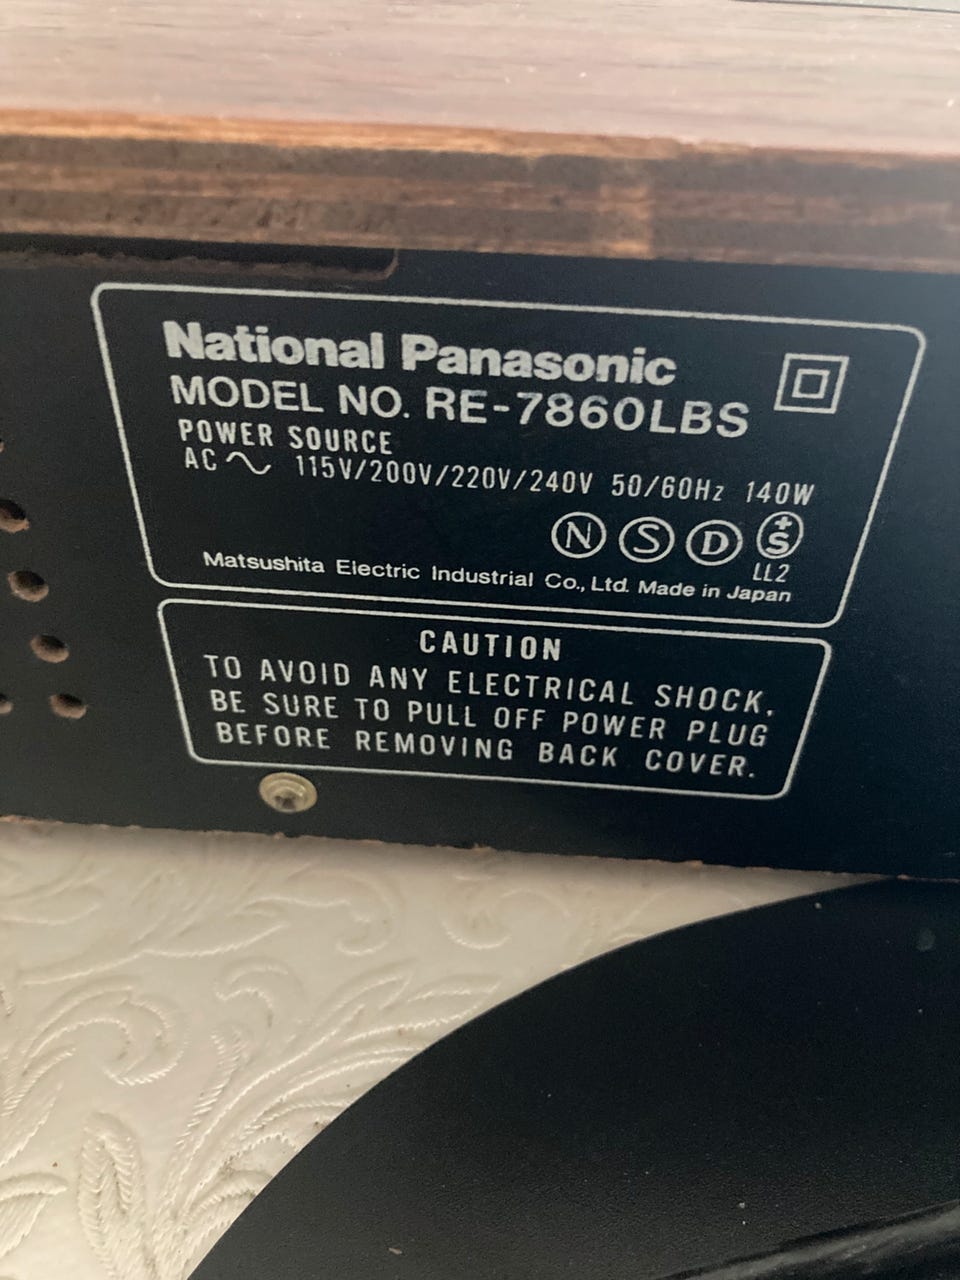 National Panasonic
MODEL NO. RE-7860LBS
POWER SOURCE
AC 115V/200V/220V/240V 50/60Hz 140W
N S D +S
LL2
Matsushita Electric Industrial Co., Ltd. Made in Japan
CAUTION
TO AVOID ANY ELECTRICAL SHOCK,
BE SURE TO PULL OFF POWER PLUG
BEFORE REMOVING BACK COVER.